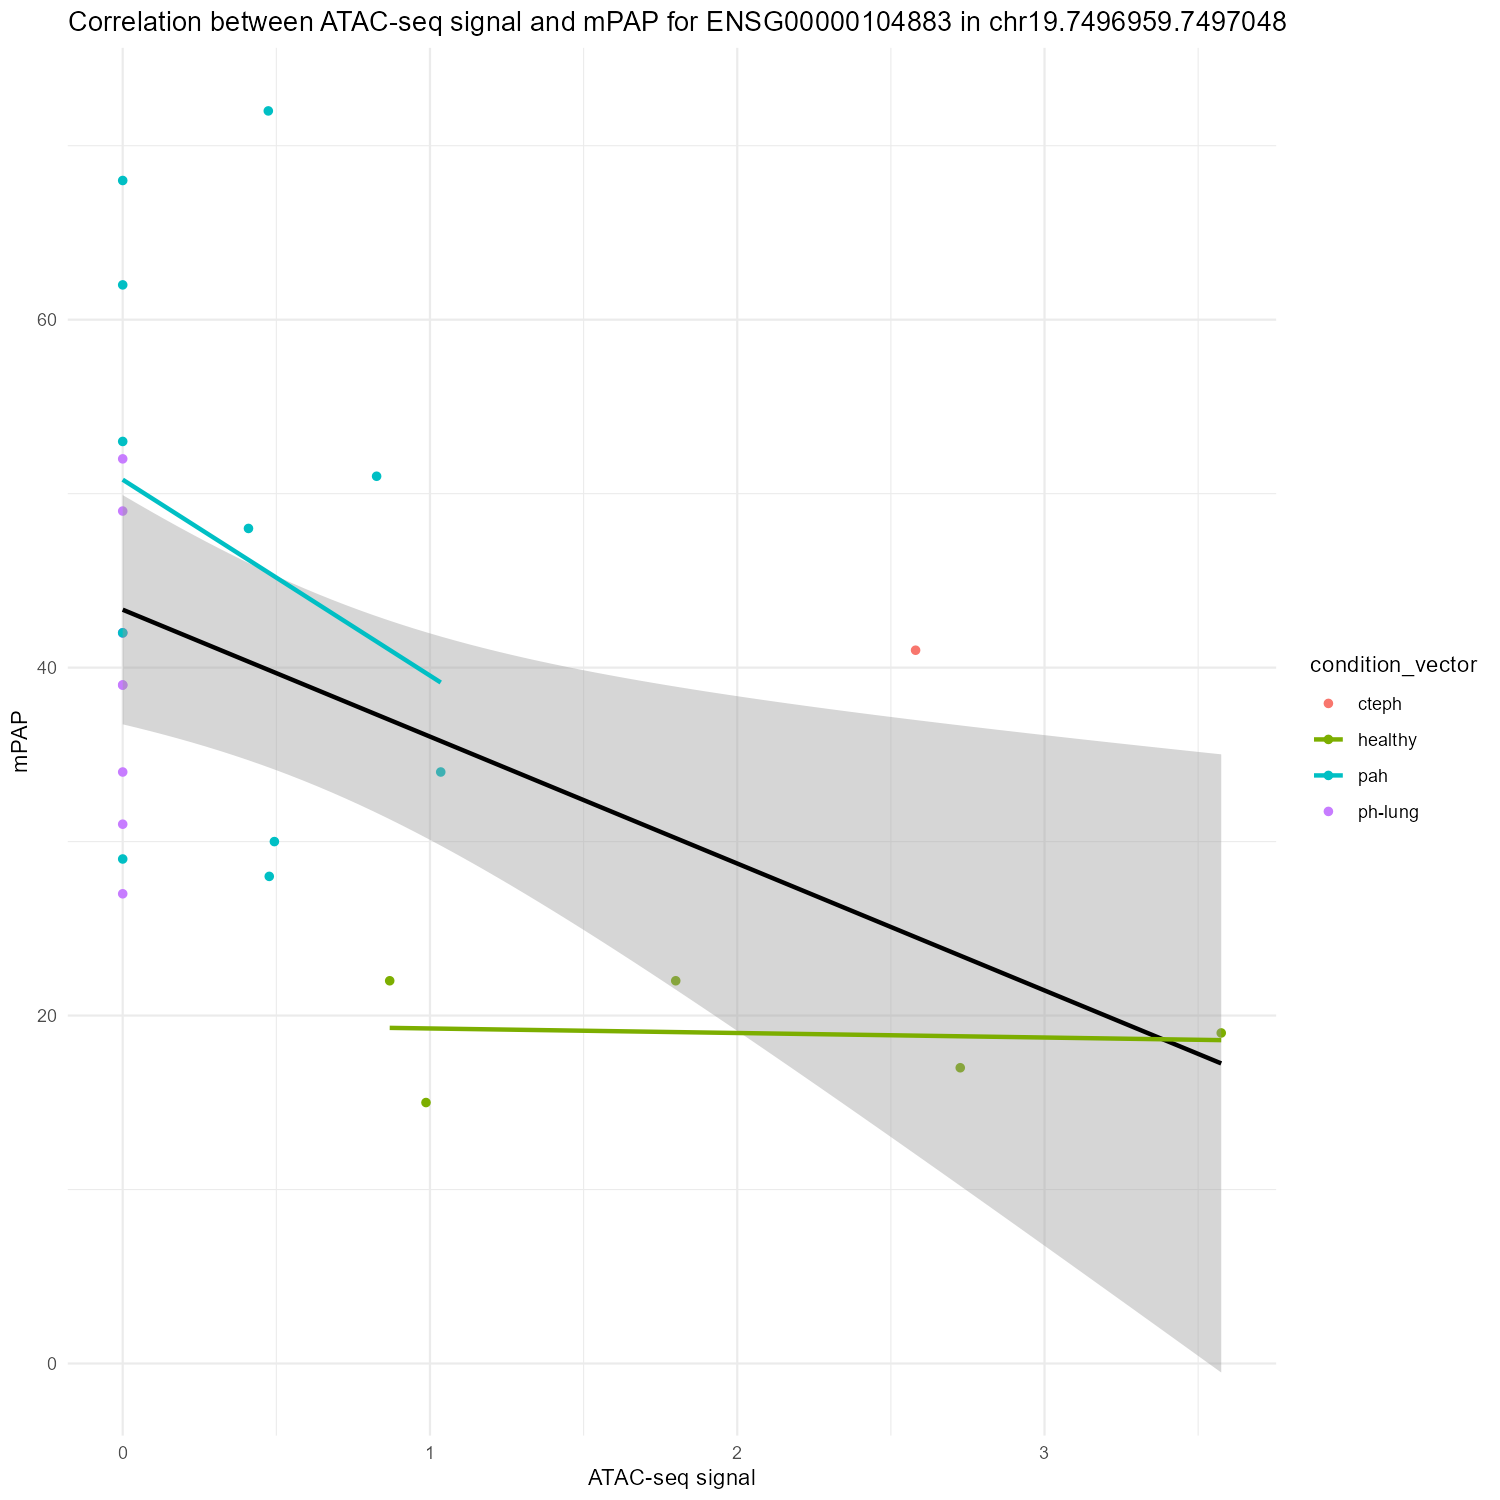 Correlation between ATAC-seq signal and mPAP for ENSG00000104883 in chr19.7496959.7497048
60
40
20
0
mPAP
0 1 2 3
ATAC-seq signal
condition_vector
cteph
healthy
pah
ph-lung